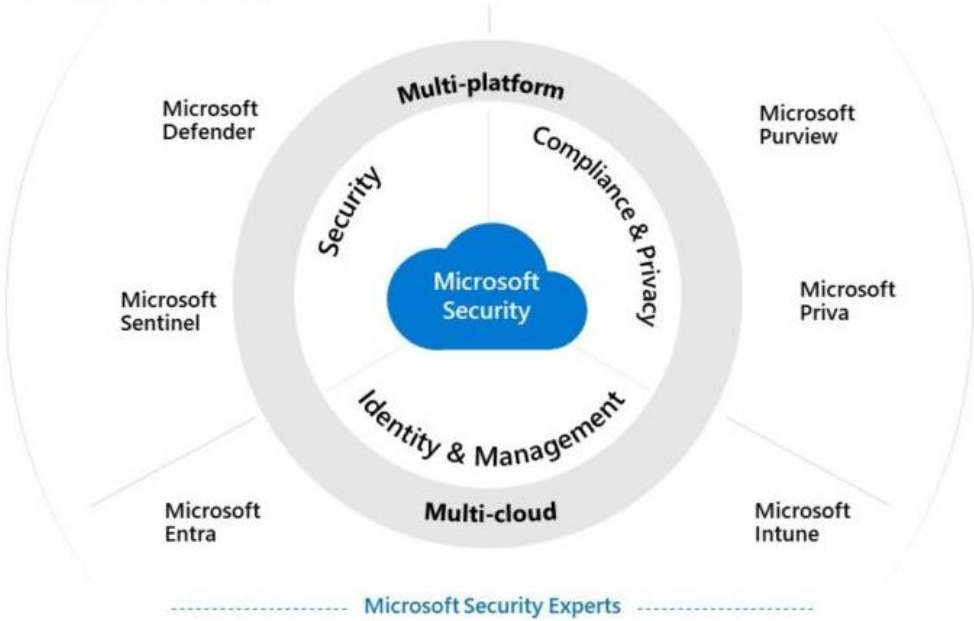 Multi-platform
Microsoft
Defender
Microsoft
Purview
Security
Compliance & Privacy
Microsoft
Security
Microsoft
Sentinel
Microsoft
Priva
Identity & Management
Multi-cloud
Microsoft
Entra
Microsoft
Intune
Microsoft Security Experts